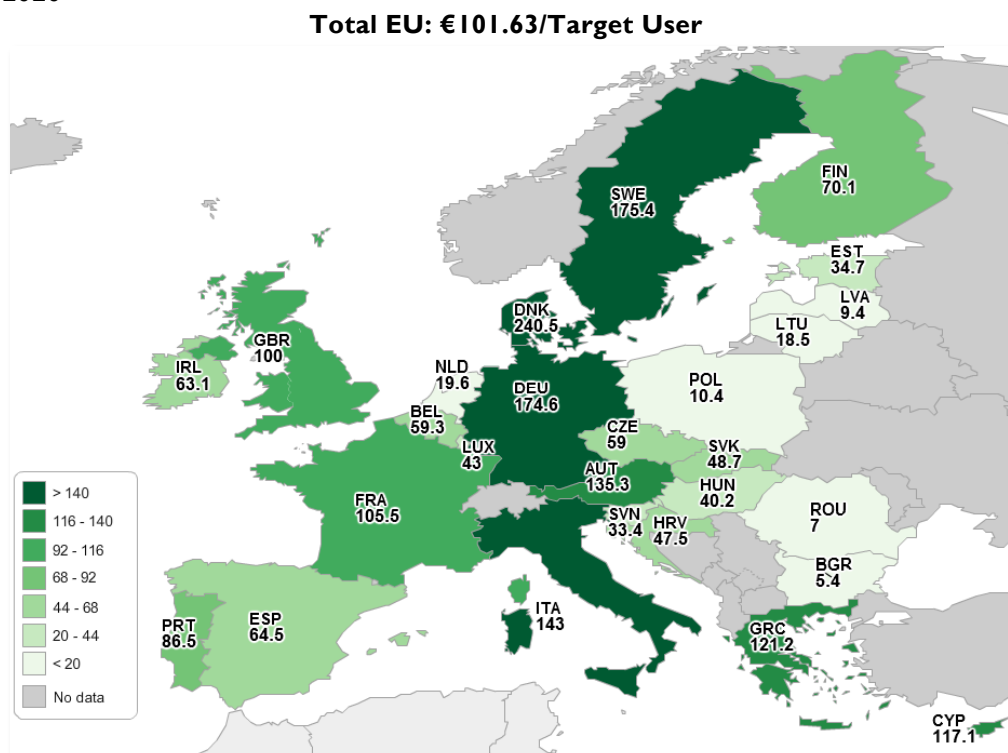 Total EU: €101.63/Target User
SWE
175.4
FIN
70.1
EST
34.7
LVA
9.4
LTU
18.5
DNK
240.5
GBR
100
IRL
63.1
NLD
19.6
DEU
174.6
POL
10.4
BEL
59.3
CZE
59
LUX
43
SVK
48.7
AUT
135.3
HUN
40.2
FRA
105.5
SVN
33.4
HRV
47.5
ROU
7
BGR
5.4
ITA
143
PRT
86.5
ESP
64.5
GRC
121.2
CYP
117.1
> 140
116 - 140
92 - 116
68 - 92
44 - 68
20 - 44
< 20
No data